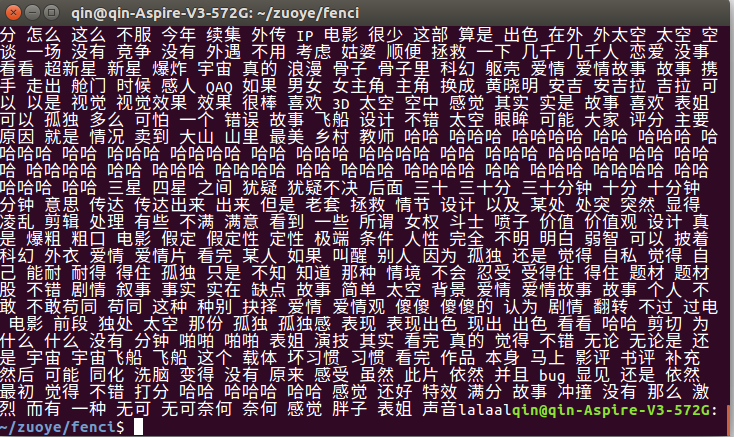 qin@qin-Aspire-V3-572G: ~/zuoye/fenci
分 怎么 这么 不服 今年 续集 外传 IP 电影 很少 这部 算是 出色 在外 外太空 太空 空
谈 一场 没有 竞争 没有 外遇 不用 考虑 姑婆 顺便 拯救 一下 几千 几千人 恋爱 没事
看看 超新星 新星 爆炸 宇宙 真的 浪漫 骨子 骨子里 科幻 躯壳 爱情 爱情故事 故事 携
手 走出 舱门 时候 感人 QAQ 如果 男女 女主角 主角 换成 黄晓明 安吉 安吉拉 吉拉 可
以 以是 视觉 视觉效果 效果 很棒 喜欢 3D 太空 空中 感觉 其实 实是 故事 喜欢 表姐
可以 孤独 多么 可怕 一个 错误 故事 飞船 设计 不错 太空 眼眸 可能 大家 评分 主要
原因 就是 情况 卖到 大山 山里 最美 乡村 教师 哈哈 哈哈哈 哈哈哈哈 哈哈 哈哈哈 哈
哈哈哈 哈哈 哈哈哈 哈哈哈哈 哈哈 哈哈哈 哈哈哈哈 哈哈 哈哈哈 哈哈哈哈 哈哈 哈哈
哈哈哈哈 哈哈 哈哈哈 哈哈哈哈 哈哈 哈哈哈 哈哈哈哈 哈哈 哈哈哈 哈哈哈哈 哈哈
哈哈哈 哈哈 三星 四星 之间 犹疑 犹疑不决 后面 三十 三十分 三十分钟 十分 十分钟
分钟 意思 传达 传达出来 出来 但是 老套 拯救 情节 设计 以及 某处 处突 突然 显得
凌乱 剪辑 处理 有些 不满 满意 看到 一些 所谓 女权 斗士 喷子 价值 价值观 设计 真
是 爆粗 粗口 电影 假定 假定性 定性 极端 条件 人性 完全 不明 明白 弱智 可以 披着
科幻 外衣 爱情 爱情片 看完 某人 如果 叫醒 别人 因为 孤独 还是 觉得 自私 觉得 自
己 能耐 耐得 得住 孤独 只是 不知 知道 那种 情境 不会 忍受 受得住 得住 题材 题材
股 不错 剧情 叙事 事实 实在 缺点 故事 简单 太空 背景 爱情 爱情故事 故事 个人 不
敢 不敢苟同 苟同 这种 种别 抉择 爱情 爱情观 傻傻 傻傻的 认为 剧情 翻转 不过 过电
电影 前段 独处 太空 那份 孤独 孤独感 表现 表现出色 现出 出色 看看 哈哈 剪切 为
什么 什么 没有 分钟 啪啪 啪啪 表姐 演技 其实 看完 真的 觉得 不错 无论 无论是 还
是 宇宙 宇宙飞船 飞船 这个 载体 坏习惯 习惯 看完 作品 本身 马上 影评 书评 补充
然后 可能 同化 洗脑 变得 没有 原来 感受 虽然 此片 依然 并且 bug 显见 还是 依然
最初 觉得 不错 打分 哈哈 哈哈哈 哈哈哈 感觉 还好 特效 满分 故事 冲撞 没有 那么 激
烈 而有 一种 无可 无可奈何 奈何 感觉 胖子 表姐 声音lalaalqin@qin-Aspire-V3-572G:
~/zuoye/fenci$